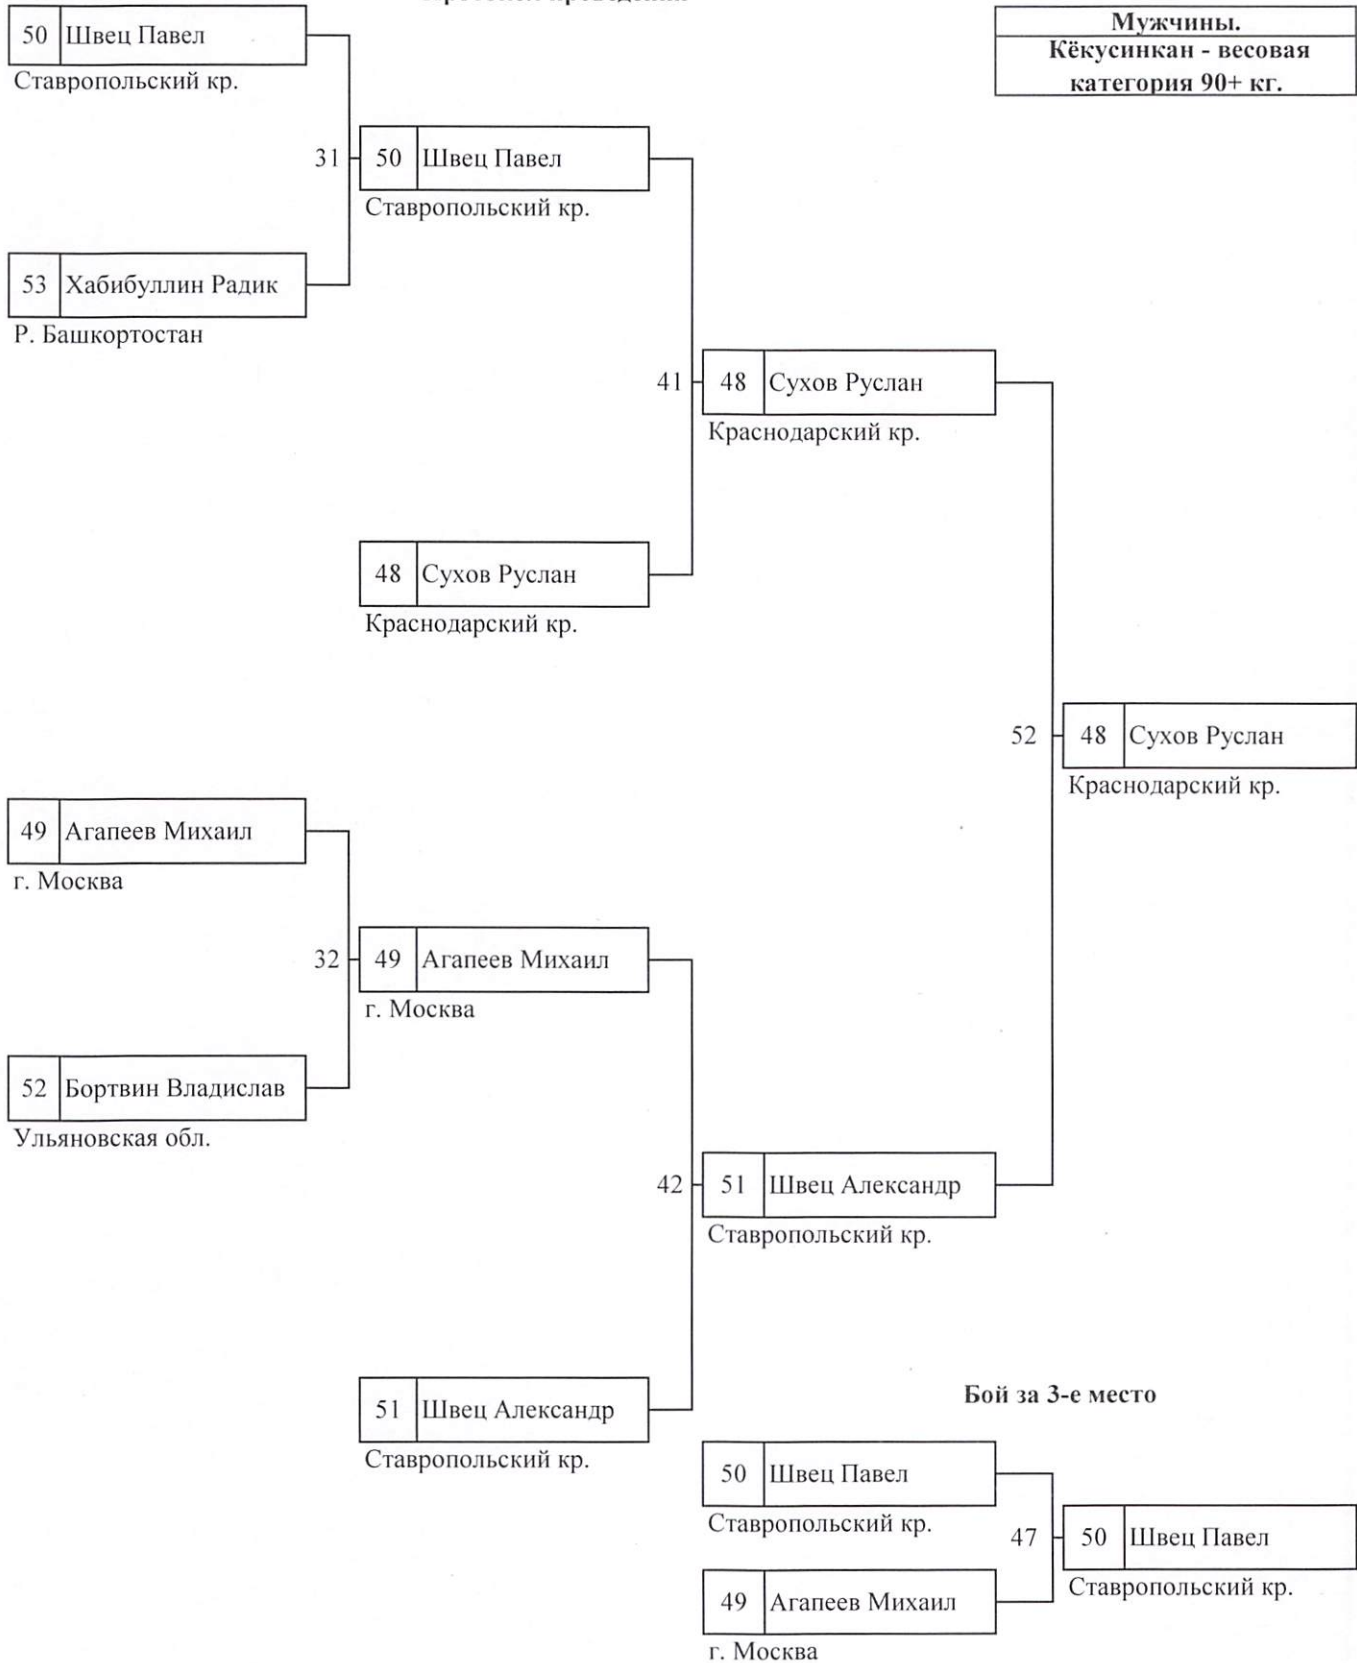 Мужчины.
Кёкусинкан - весовая
категория 90+ кг.
50 Швец Павел
Ставропольский кр.
31 50 Швец Павел
Ставропольский кр.
53 Хабибуллин Радик
Р. Башкортостан
41 48 Сухов Руслан
Краснодарский кр.
48 Сухов Руслан
Краснодарский кр.
52 48 Сухов Руслан
Краснодарский кр.
49 Агапеев Михаил
г. Москва
32 49 Агапеев Михаил
г. Москва
52 Бортвин Владислав
Ульяновская обл.
42 51 Швец Александр
Ставропольский кр.
51 Швец Александр
Ставропольский кр.
Бой за 3-е место
50 Швец Павел
Ставропольский кр.
47 50 Швец Павел
Ставропольский кр.
49 Агапеев Михаил
г. Москва